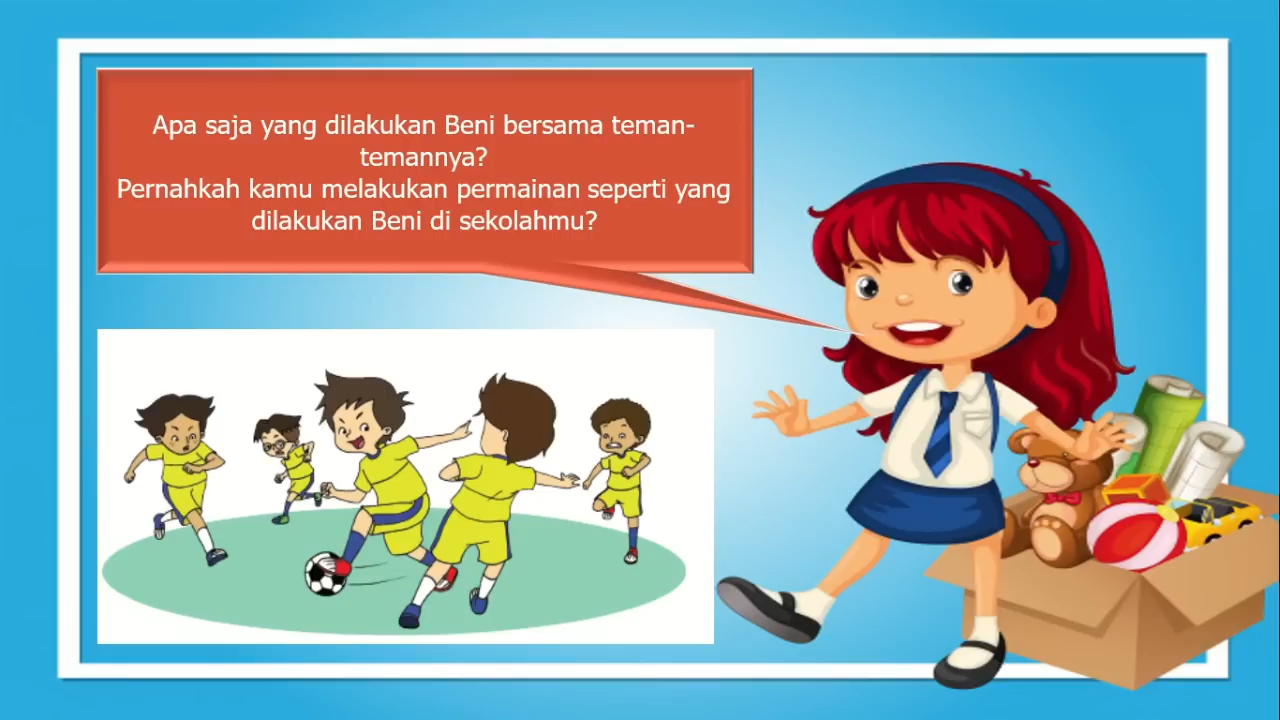 Apa saja yang dilakukan Beni bersama teman-
temannya?
Pernahkah kamu melakukan permainan seperti yang
dilakukan Beni di sekolahmu?